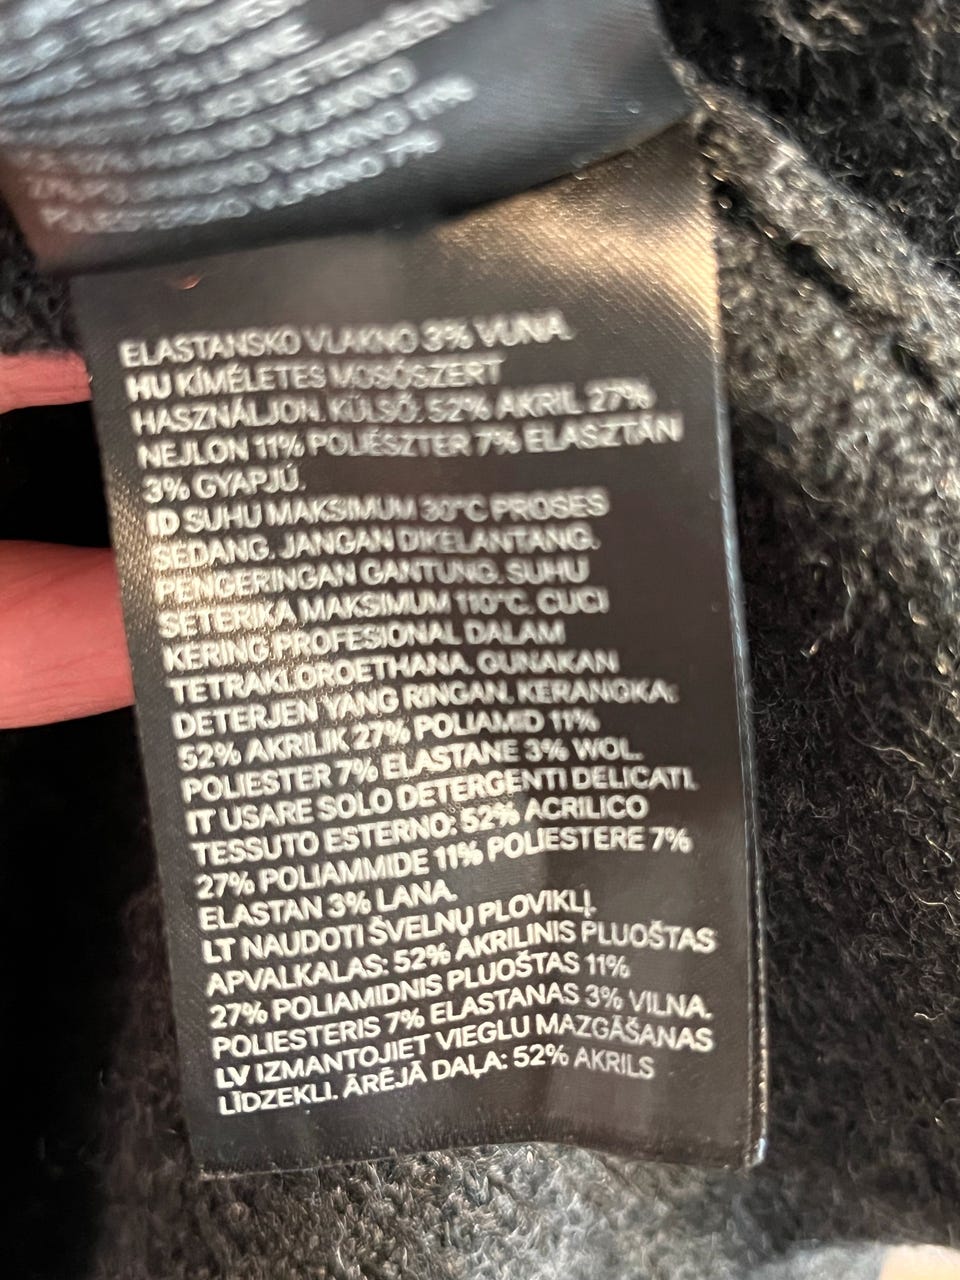 VLAKNO
VLAKNO 7%
ELASTANSKO VLAKNO 3% VUNA.
HU KÍMÉLETES MOSÓSZERT
HASZNÁLJON. KÜLSŐ: 52% AKRIL 27%
NEJLON 11% POLIÉSZTER 7% ELASZTÁN
3% GYAPJÚ.
ID SUHU MAKSIMUM 30°C PROSES
SEDANG. JANGAN DIKELANTANG.
PENGERINGAN GANTUNG. SUHU
SETERIKA MAKSIMUM 110°C. CUCI
KERING PROFESIONAL DALAM
TETRAKLOROETHANA. GUNAKAN
DETERJEN YANG RINGAN. KERANGKA:
52% AKRILIK 27% POLIAMID 11%
POLIESTER 7% ELASTANE 3% WOL.
IT USARE SOLO DETERGENTI DELICATI.
TESSUTO ESTERNO: 52% ACRILICO
27% POLIAMMIDE 11% POLIESTERE 7%
ELASTAN 3% LANA.
LT NAUDOTI ŠVELNŲ PLOVIKLĮ.
APVALKALAS: 52% AKRILINIS PLUOŠTAS
27% POLIAMIDNIS PLUOŠTAS 11%
POLIESTERIS 7% ELASTANAS 3% VILNA.
LV IZMANTOJIET VIEGLU MAZGĀŠANAS
LĪDZEKLI. ĀRĒJĀ DAĻA: 52% AKRILS